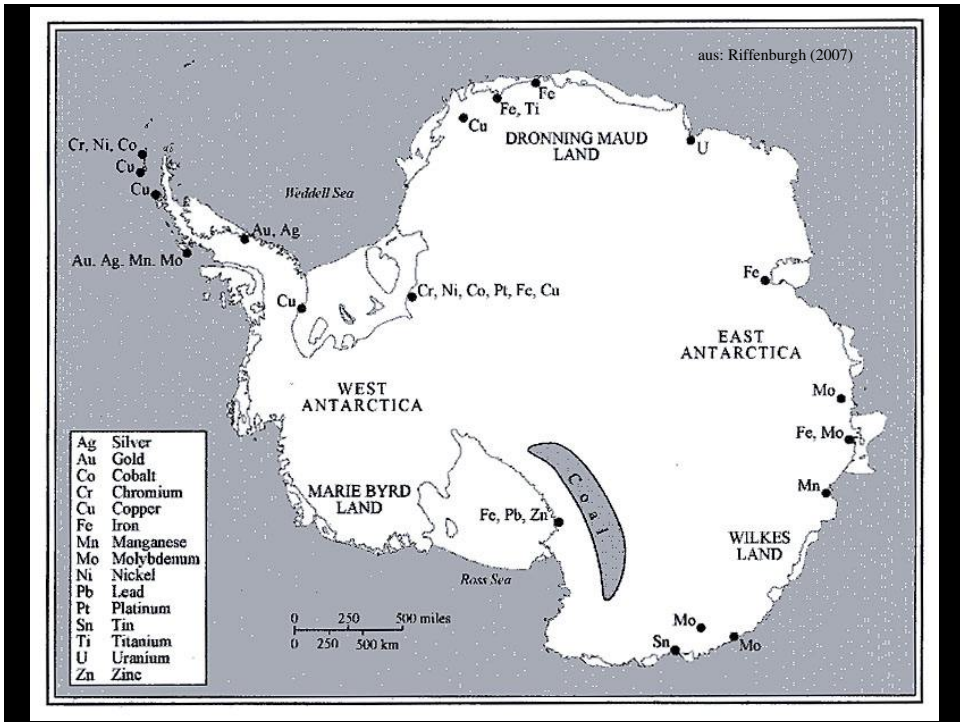 aus: Riffenburgh (2007)
Fe
Fe, Ti
Cu
DRONNING MAUD
LAND
U
Cr, Ni, Co
Cu
Cu
Weddell Sea
Au, Ag
Au. Ag. Mn. Mo
Fe
Cr, Ni, Co, Pt, Fe, Cu
Cu
EAST
ANTARCTICA
WEST
ANTARCTICA
Mo
Fe, Mo
Ag Silver
Au Gold
Co Cobalt
Cr Chromium
Cu Copper
Fe Iron
Mn Manganese
Mo Molybdenum
Ni Nickel
Pb Lead
Pt Platinum
Sn Tin
Ti Titanium
U Uranium
Zn Zinc
Coal
Mn
MARIE BYRD
LAND
Fe, Pb, Zn
WILKES
LAND
Ross Sea
0 250 500 miles
0 250 500 km
Mo
Sn
Mo